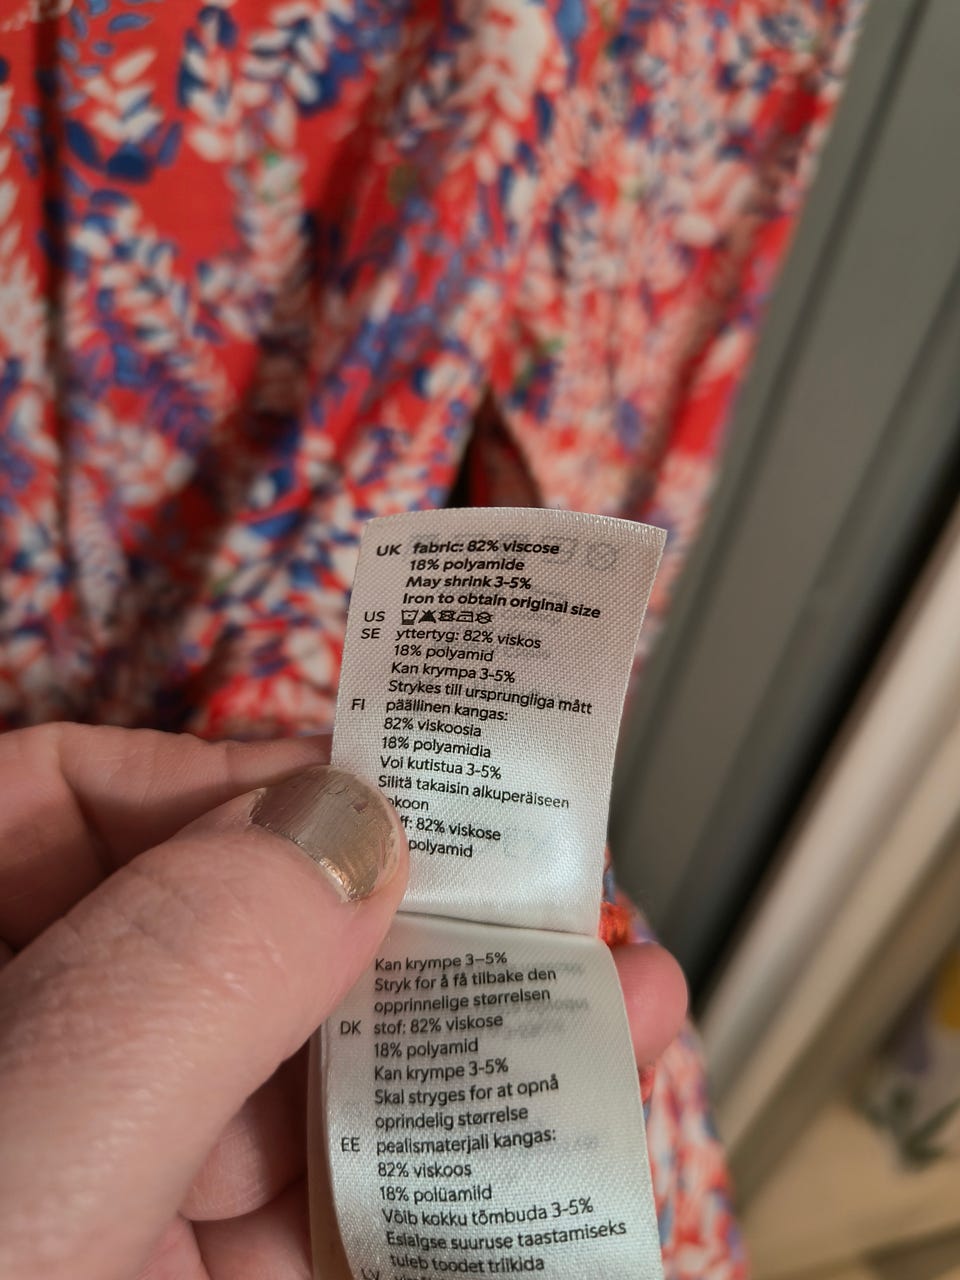 UK fabric: 82% viscose
18% polyamide
May shrink 3-5%
Iron to obtain original size
US
SE yttertyg: 82% viskos
18% polyamid
Kan krympa 3-5%
Strykes till ursprungliga mått
FI päällinen kangas:
82% viskoosia
18% polyamidia
Voi kutistua 3-5%
Silitä takaisin alkuperäiseen
82% viskose
polyamid
Kan krympe 3–5%
Stryk for å få tilbake den
opprinnelige størrelsen
DK stof: 82% viskose
18% polyamid
Kan krympe 3-5%
Skal stryges for at opnå
oprindelig størrelse
EE pealismaterjali kangas:
82% viskoos
18% polüamiid
Võib kokku tõmbuda 3-5%
Eslalgse suuruse taastamiseks
tuleb toodet triikida